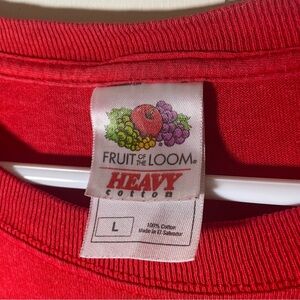 FRUIT OF THE LOOM®
HEAVY
cotton
L
100% Cotton
Made in El Salvador